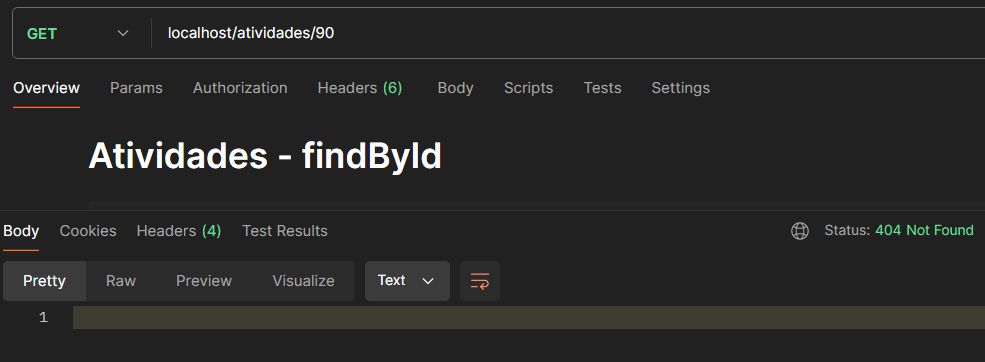 GET localhost/atividades/90
Overview Params Authorization Headers (6) Body Scripts Tests Settings
Atividades - findById
Body Cookies Headers (4) Test Results Status: 404 Not Found
Pretty Raw Preview Visualize Text
1